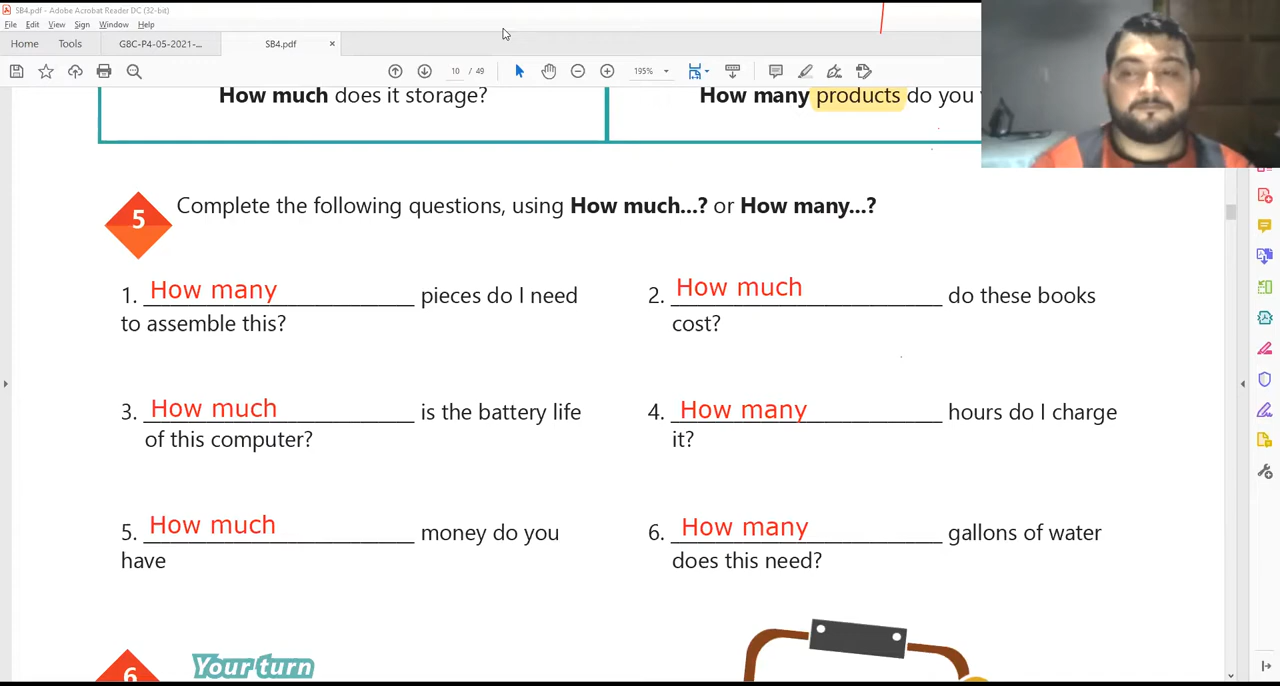 SB4.pdf - Adobe Acrobat Reader DC (32-bit)
File Edit View Sign Window Help
Home Tools G8C-P4-05-2021-... SB4.pdf ×
10 / 49 195%
How much does it storage? How many products do you
5 Complete the following questions, using How much...? or How many...?
1. How many pieces do I need 2. How much do these books
to assemble this? cost?
3. How much is the battery life 4. How many hours do I charge
of this computer? it?
5. How much money do you 6. How many gallons of water
have does this need?
6 Your turn